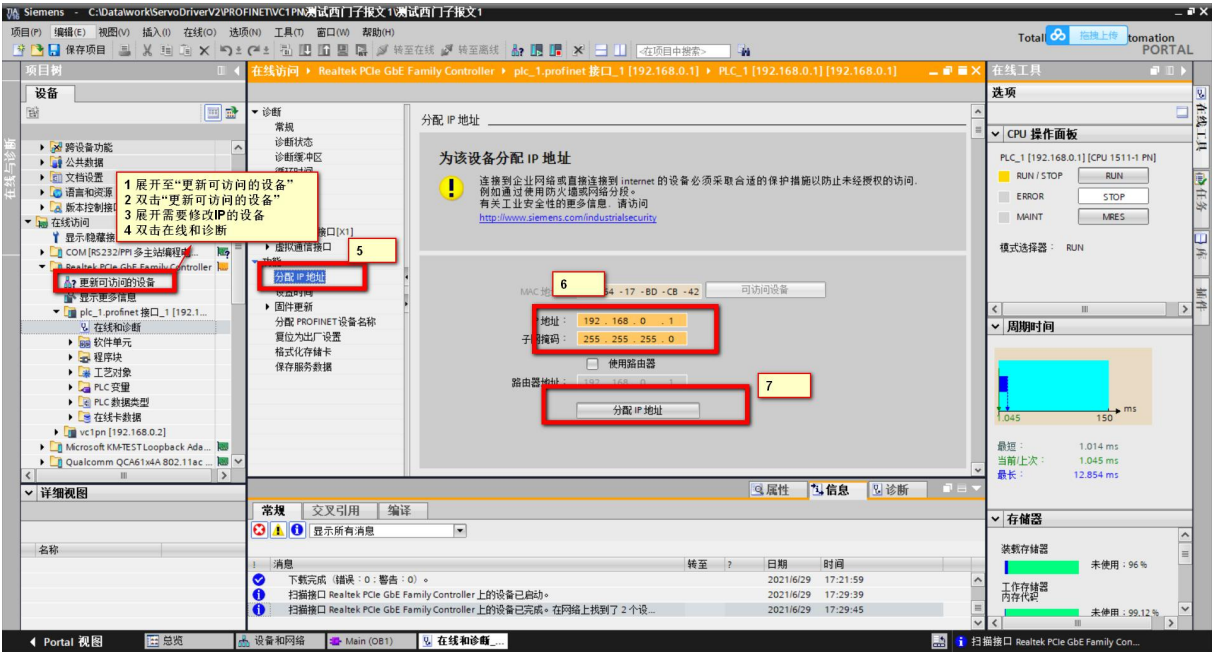 Siemens - C:\Data\work\ServoDriverV2\PROFINET\VC1PN\测试西门子报文1\测试西门子报文1
项目(P) 编辑(E) 视图(V) 插入(I) 在线(O) 选项(N) 工具(T) 窗口(W) 帮助(H)
保存项目 转至在线 转至离线 <在项目中搜索>
拖拽上传
tomation
PORTAL
项目树
在线访问 Realtek PCIe GbE Family Controller plc_1.profinet 接口_1 [192.168.0.1] PLC_1 [192.168.0.1] [192.168.0.1]
在线工具
设备
选项
在线与诊断
跨设备功能
公共数据
文档设置
语言和资源
版本控制接
在线访问
显示/隐藏接
COM [RS232/PPI 多主站编程电...
Realtek PCIe GbE Family Controller
更新可访问的设备
显示更多信息
plc_1.profinet 接口_1 [192.1...
在线和诊断
软件单元
程序块
工艺对象
PLC 变量
PLC 数据类型
在线卡数据
vc1pn [192.168.0.2]
Microsoft KM-TEST Loopback Ada...
Qualcomm QCA61x4A 802.11ac ...
1 展开至“更新可访问的设备”
2 双击“更新可访问的设备”
3 展开需要修改IP的设备
4 双击在线和诊断
诊断
常规
诊断状态
诊断缓冲区
接口[X1]
虚拟通信接口
5
功能
分配 IP 地址
设置时间
固件更新
分配 PROFINET 设备名称
复位为出厂设置
格式化存储卡
保存服务数据
分配 IP 地址
为该设备分配 IP 地址
连接到企业网络或直接连接到 internet 的设备必须采取合适的保护措施以防止未经授权的访问.
例如通过使用防火墙或网络分段。
有关工业安全性的更多信息, 请访问
http://www.siemens.com/industrialsecurity
6
MAC 地
54 -17 -BD -CB -42
可访问设备
地址:
192 . 168 . 0 . 1
子网掩码:
255 . 255 . 255 . 0
使用路由器
路由器地址:
192 . 168 . 0 . 1
7
分配 IP 地址
CPU 操作面板
PLC_1 [192.168.0.1] [CPU 1511-1 PN]
RUN / STOP RUN
ERROR STOP
MAINT MRES
模式选择器: RUN
周期时间
1.045
150
ms
最短: 1.014 ms
当前/上次: 1.045 ms
最长: 12.854 ms
存储器
装载存储器
未使用:96 %
工作存储器
内存代码
未使用:99.12 %
在线工具
任务
库
详细视图
名称
属性 信息 诊断
常规 交叉引用 编译
显示所有消息
! 消息 转至 ? 日期 时间
下载完成（错误:0;警告:0）。 2021/6/29 17:21:59
扫描接口 Realtek PCIe GbE Family Controller 上的设备已启动。 2021/6/29 17:29:39
扫描接口 Realtek PCIe GbE Family Controller 上的设备已完成。在网络上找到了 2 个设... 2021/6/29 17:29:45
Portal 视图 总览 设备和网络 Main (OB1) 在线和诊断_... 扫描接口 Realtek PCIe GbE Family Con...